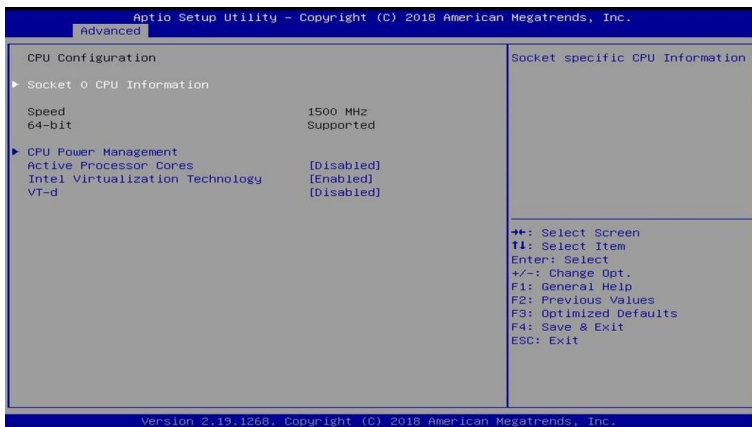 Aptio Setup Utility – Copyright (C) 2018 American Megatrends, Inc.
Advanced
CPU Configuration
Socket 0 CPU Information
Speed 1500 MHz
64-bit Supported
CPU Power Management
Active Processor Cores [Disabled]
Intel Virtualization Technology [Enabled]
VT-d [Disabled]
Socket specific CPU Information
→←: Select Screen
↑↓: Select Item
Enter: Select
+/-: Change Opt.
F1: General Help
F2: Previous Values
F3: Optimized Defaults
F4: Save & Exit
ESC: Exit
Version 2.19.1268. Copyright (C) 2018 American Megatrends, Inc.